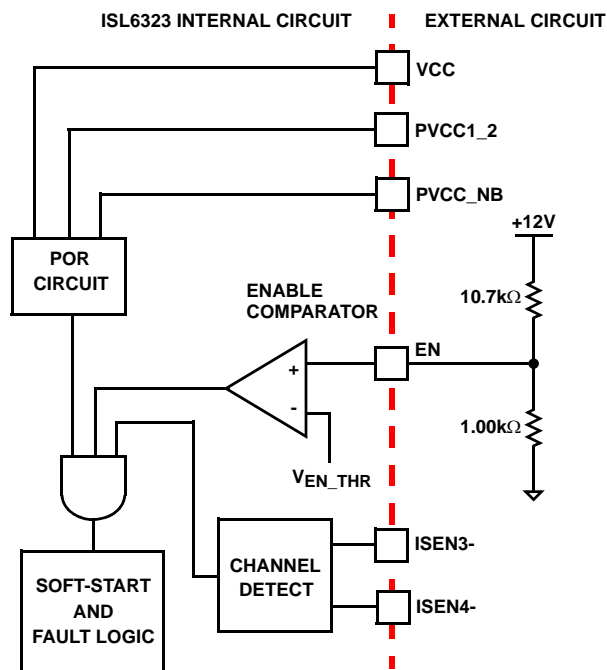 ISL6323 INTERNAL CIRCUIT
EXTERNAL CIRCUIT
VCC
PVCC1_2
PVCC_NB
+12V
POR
CIRCUIT
10.7kΩ
ENABLE
COMPARATOR
EN
+
-
1.00kΩ
VEN_THR
ISEN3-
CHANNEL
DETECT
ISEN4-
SOFT-START
AND
FAULT LOGIC